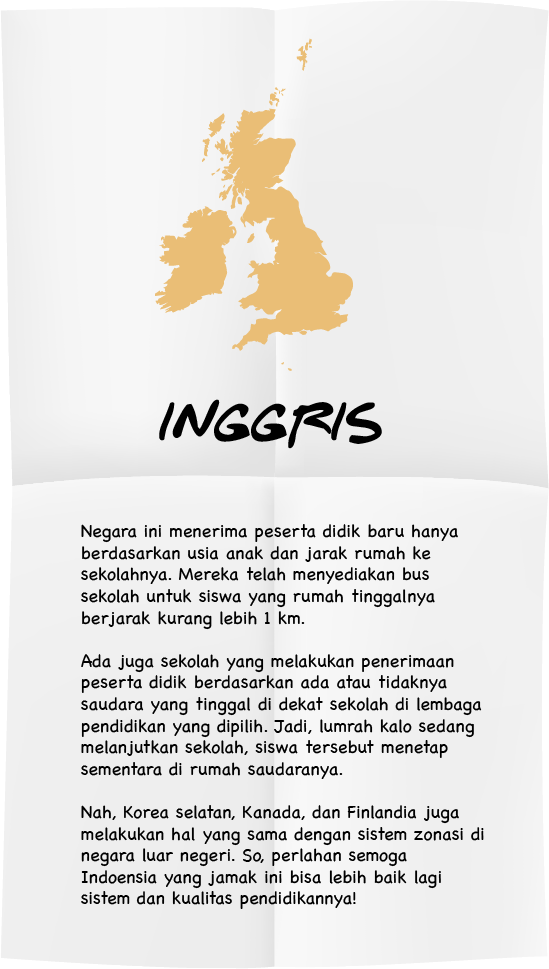 INGGRIS
Negara ini menerima peserta didik baru hanya
berdasarkan usia anak dan jarak rumah ke
sekolahnya. Mereka telah menyediakan bus
sekolah untuk siswa yang rumah tinggalnya
berjarak kurang lebih 1 km.
Ada juga sekolah yang melakukan penerimaan
peserta didik berdasarkan ada atau tidaknya
saudara yang tinggal di dekat sekolah di lembaga
pendidikan yang dipilih. Jadi, lumrah kalo sedang
melanjutkan sekolah, siswa tersebut menetap
sementara di rumah saudaranya.
Nah, Korea selatan, Kanada, dan Finlandia juga
melakukan hal yang sama dengan sistem zonasi di
negara luar negeri. So, perlahan semoga
Indoensia yang jamak ini bisa lebih baik lagi
sistem dan kualitas pendidikannya!